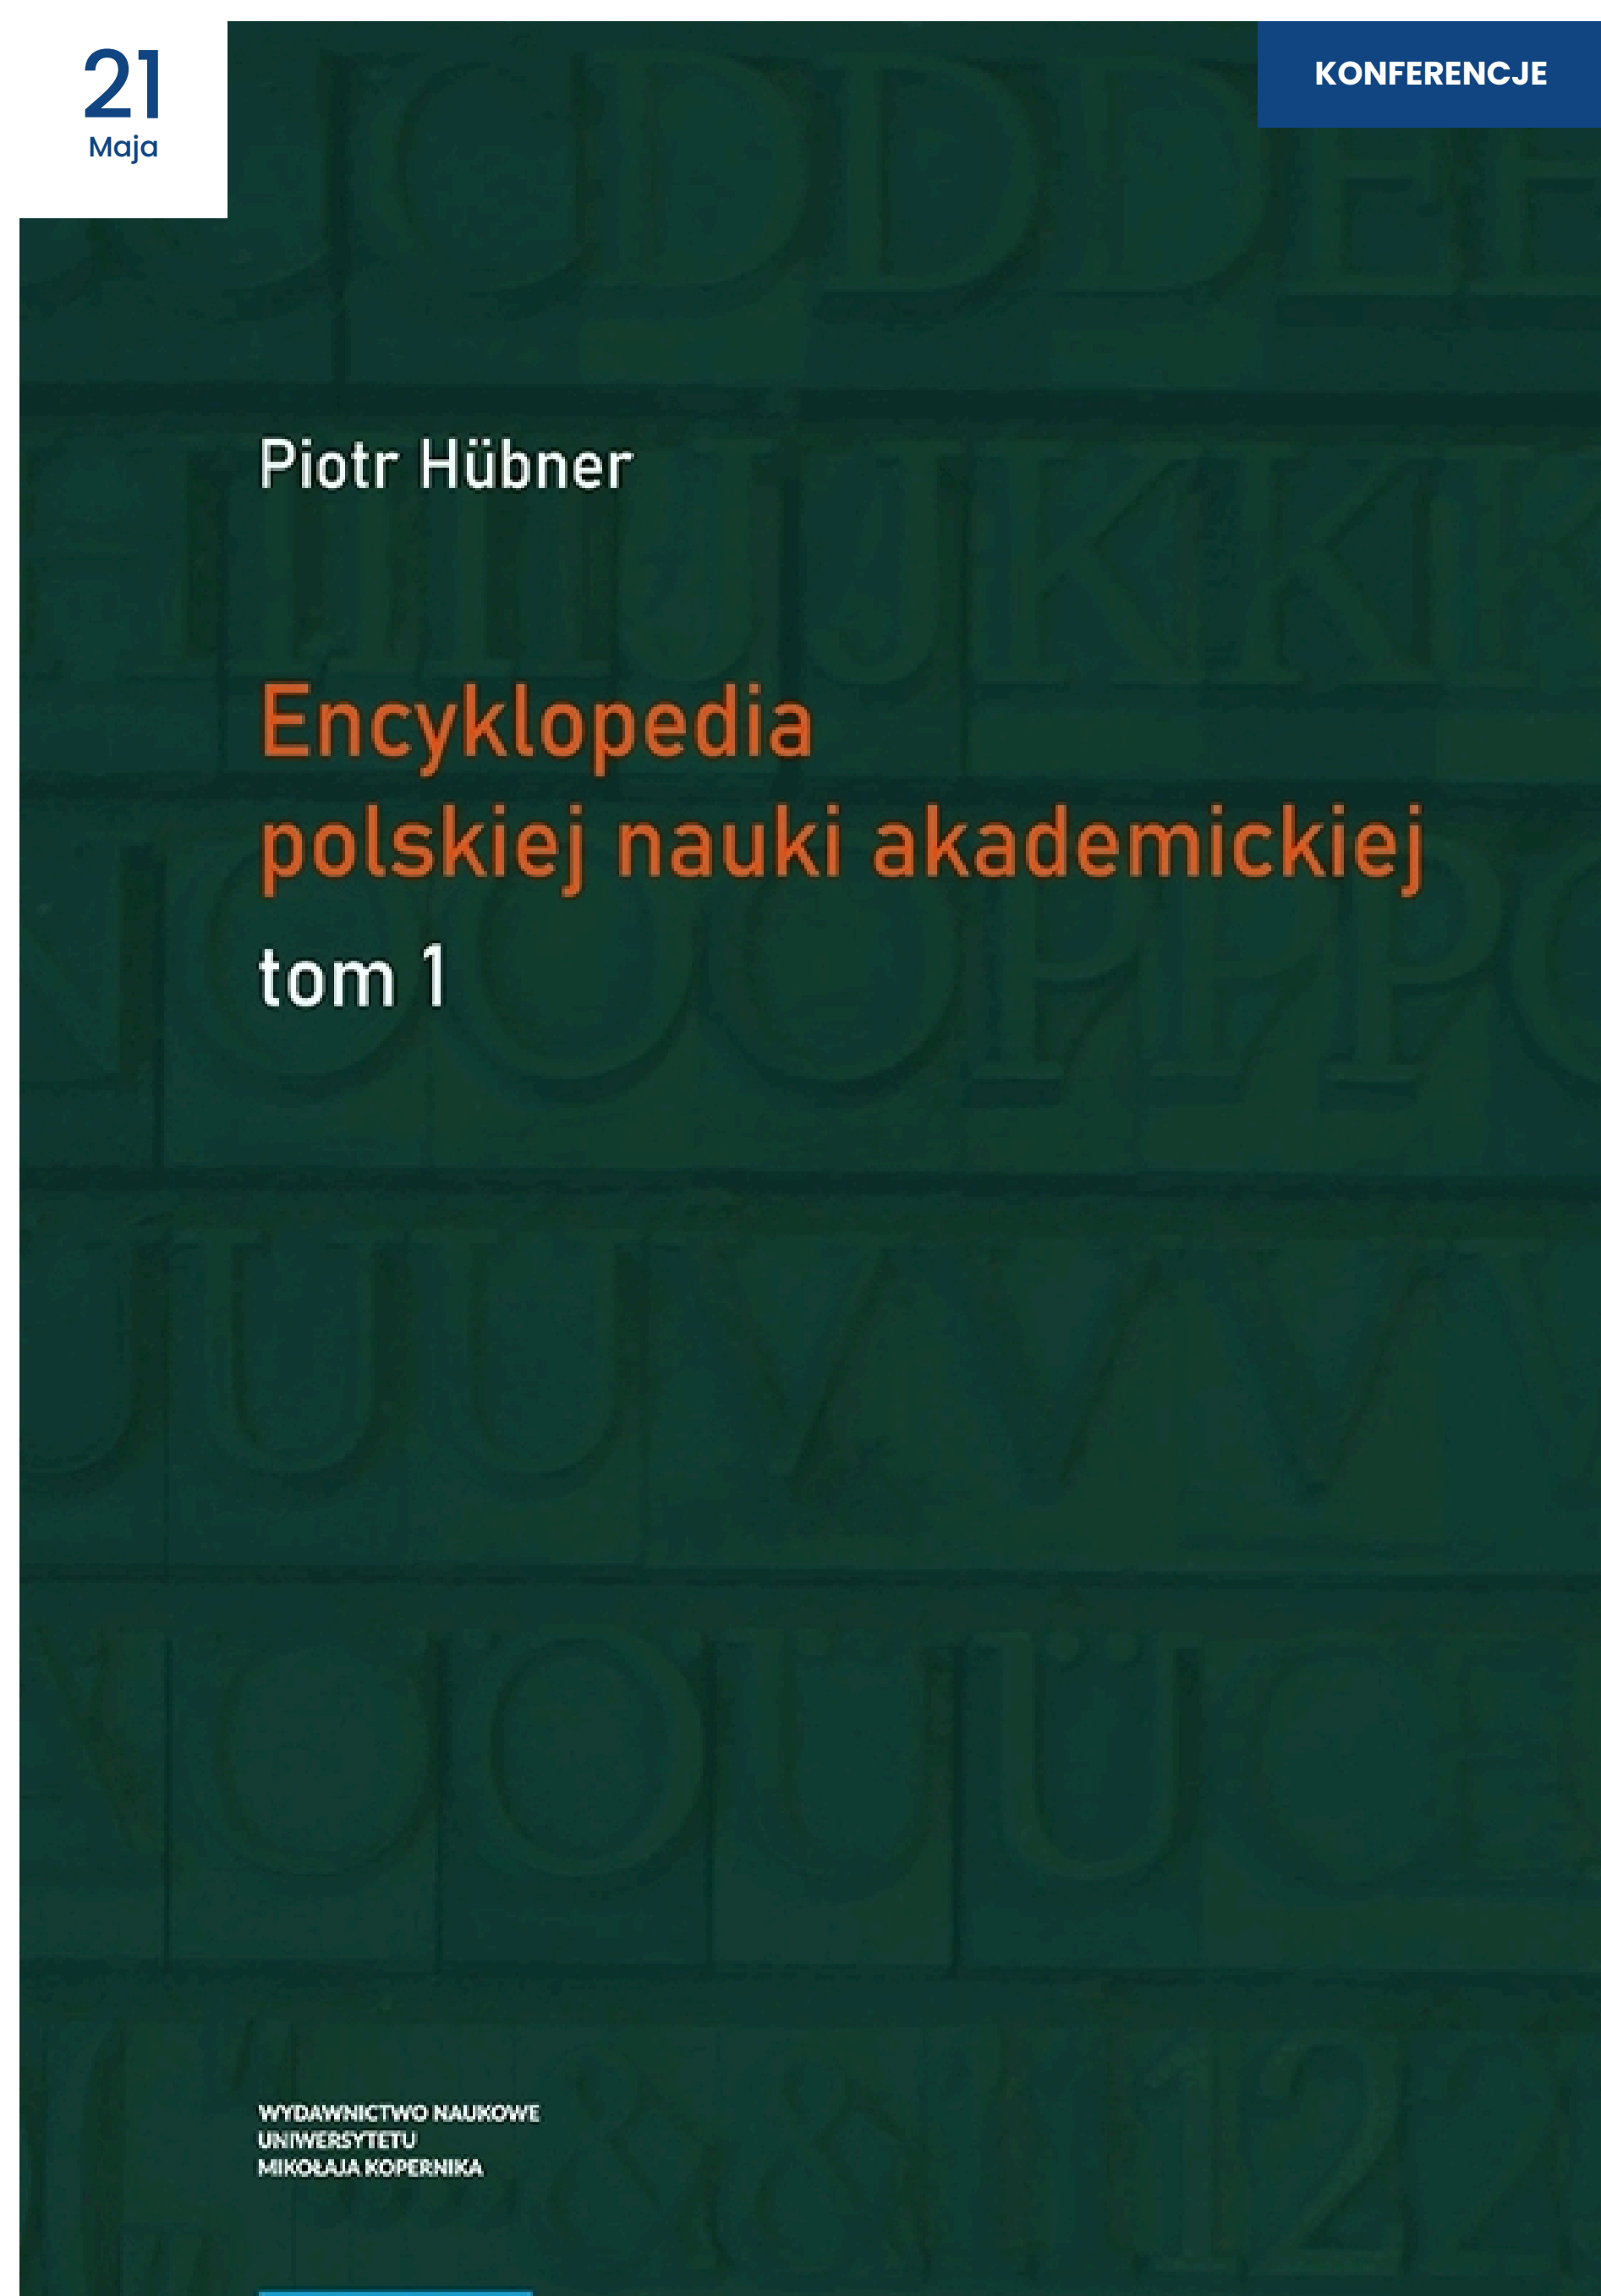 21
Maja
KONFERENCJE
Piotr Hübner
Encyklopedia
polskiej nauki akademickiej
tom 1
WYDAWNICTWO NAUKOWE
UNIWERSYTETU
MIKOŁAJA KOPERNIKA